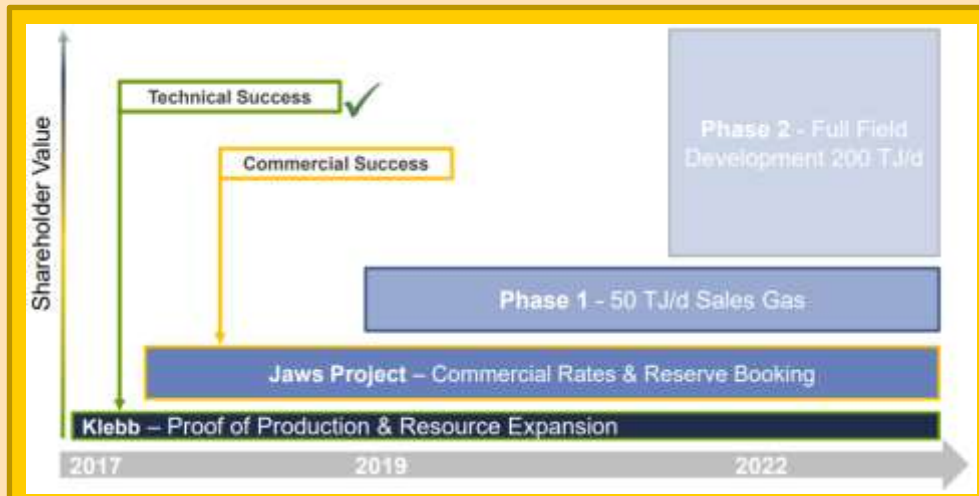 Shareholder Value
Technical Success
Commercial Success
Phase 2 - Full Field
Development 200 TJ/d
Phase 1 - 50 TJ/d Sales Gas
Jaws Project – Commercial Rates & Reserve Booking
Klebb – Proof of Production & Resource Expansion
2017
2019
2022